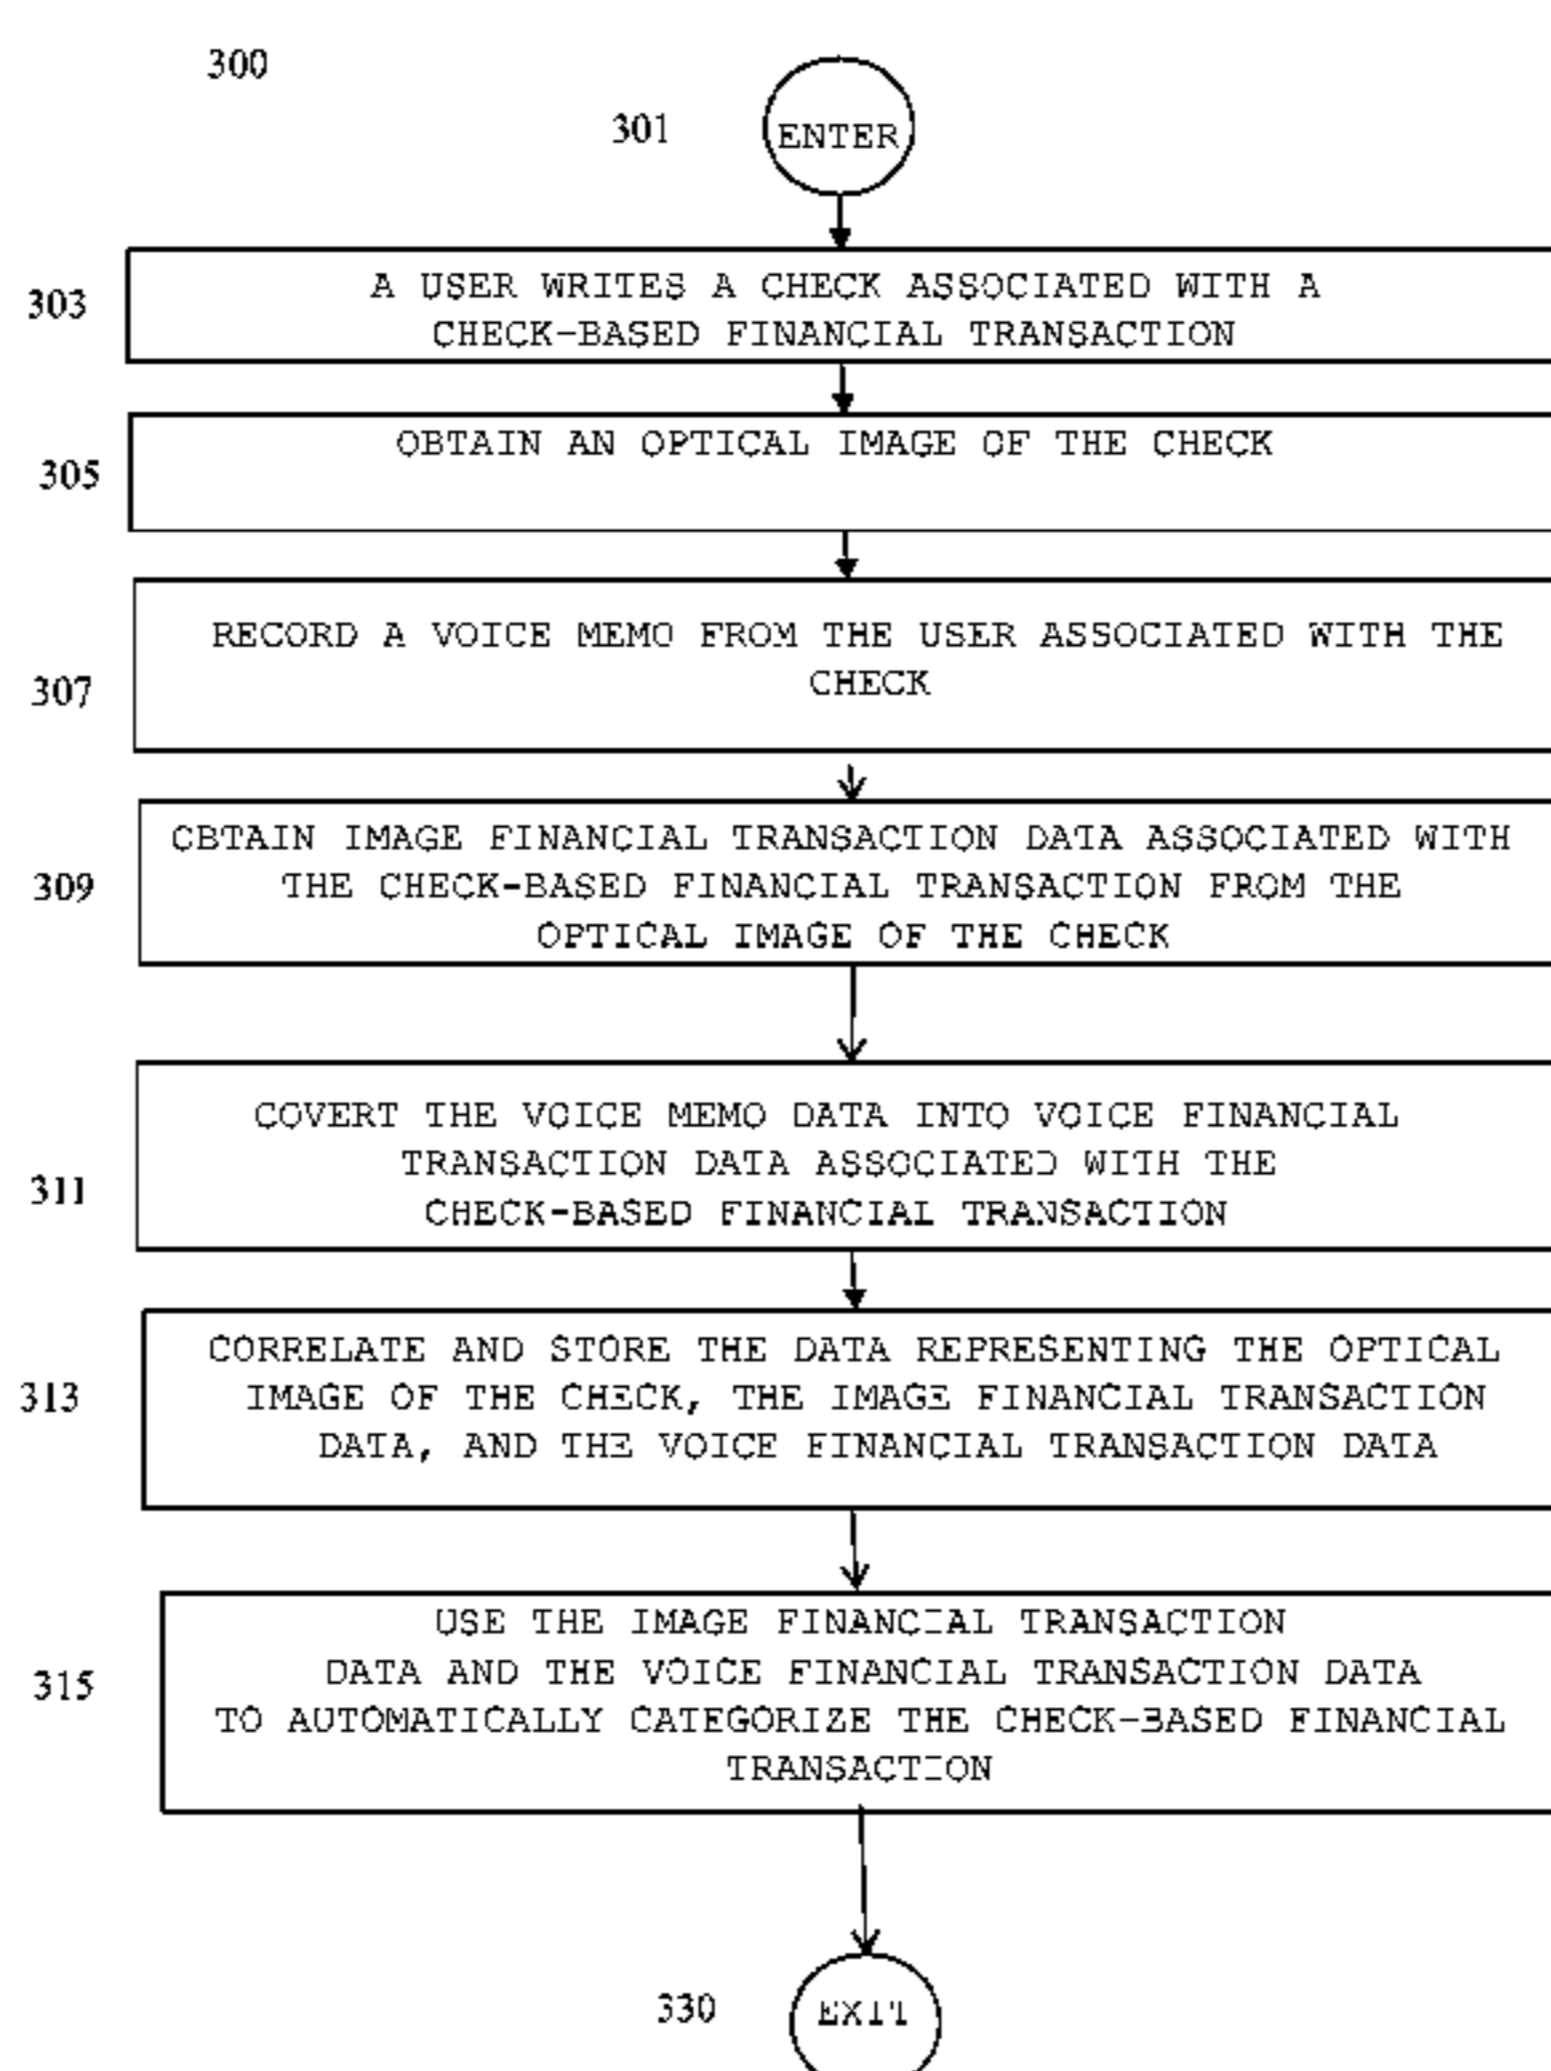 300
301
ENTER
303
A USER WRITES A CHECK ASSOCIATED WITH A
CHECK-BASED FINANCIAL TRANSACTION
305
OBTAIN AN OPTICAL IMAGE OF THE CHECK
307
RECORD A VOICE MEMO FROM THE USER ASSOCIATED WITH THE
CHECK
309
OBTAIN IMAGE FINANCIAL TRANSACTION DATA ASSOCIATED WITH
THE CHECK-BASED FINANCIAL TRANSACTION FROM THE
OPTICAL IMAGE OF THE CHECK
311
COVERT THE VOICE MEMO DATA INTO VOICE FINANCIAL
TRANSACTION DATA ASSOCIATED WITH THE
CHECK-BASED FINANCIAL TRANSACTION
313
CORRELATE AND STORE THE DATA REPRESENTING THE OPTICAL
IMAGE OF THE CHECK, THE IMAGE FINANCIAL TRANSACTION
DATA, AND THE VOICE FINANCIAL TRANSACTION DATA
315
USE THE IMAGE FINANCIAL TRANSACTION
DATA AND THE VOICE FINANCIAL TRANSACTION DATA
TO AUTOMATICALLY CATEGORIZE THE CHECK-BASED FINANCIAL
TRANSACTION
330
EXIT